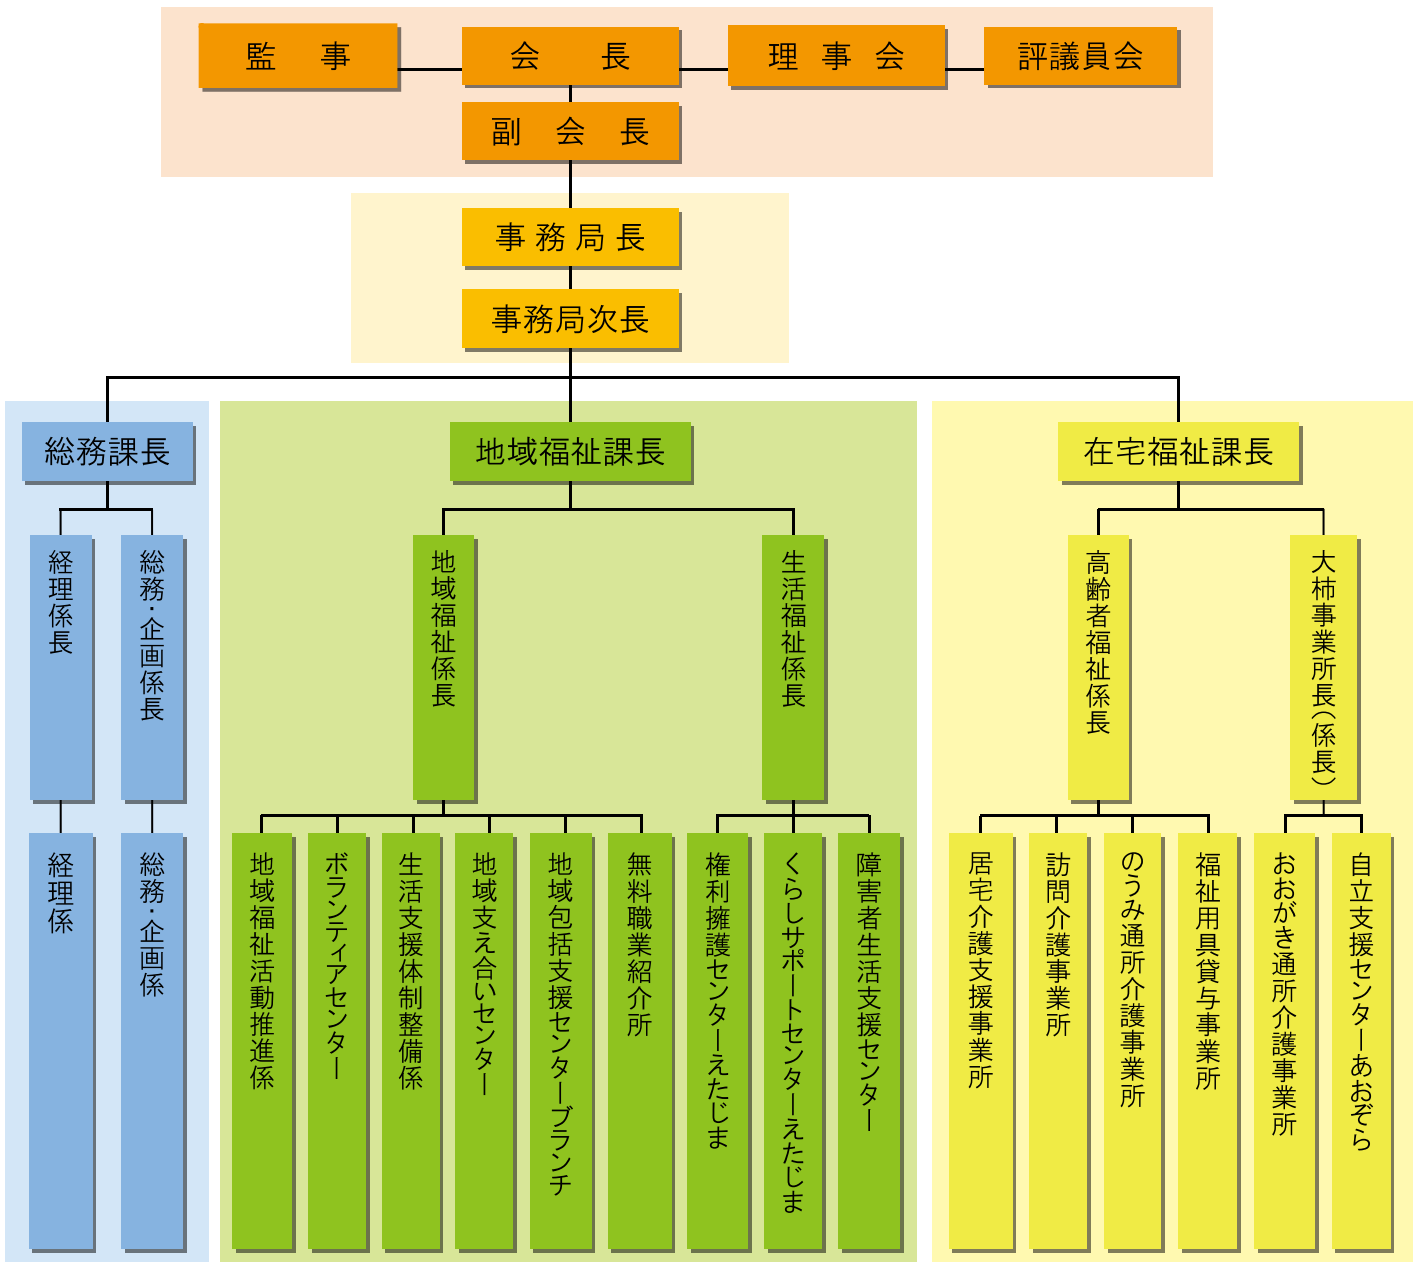 監　事
会　長
理 事 会
評議員会
副　会　長
事務局長
事務局次長
総務課長
地域福祉課長
在宅福祉課長
経理係長
総務・企画係長
地域福祉係長
生活福祉係長
高齢者福祉係長
大柿事業所長（係長）
経理係
総務・企画係
地域福祉活動推進係
ボランティアセンター
生活支援体制整備係
地域支え合いセンター
地域包括支援センターブランチ
無料職業紹介所
権利擁護センターえたじま
くらしサポートセンターえたじま
障害者生活支援センター
居宅介護支援事業所
訪問介護事業所
のうみ通所介護事業所
福祉用具貸与事業所
おおがき通所介護事業所
自立支援センターあおぞら